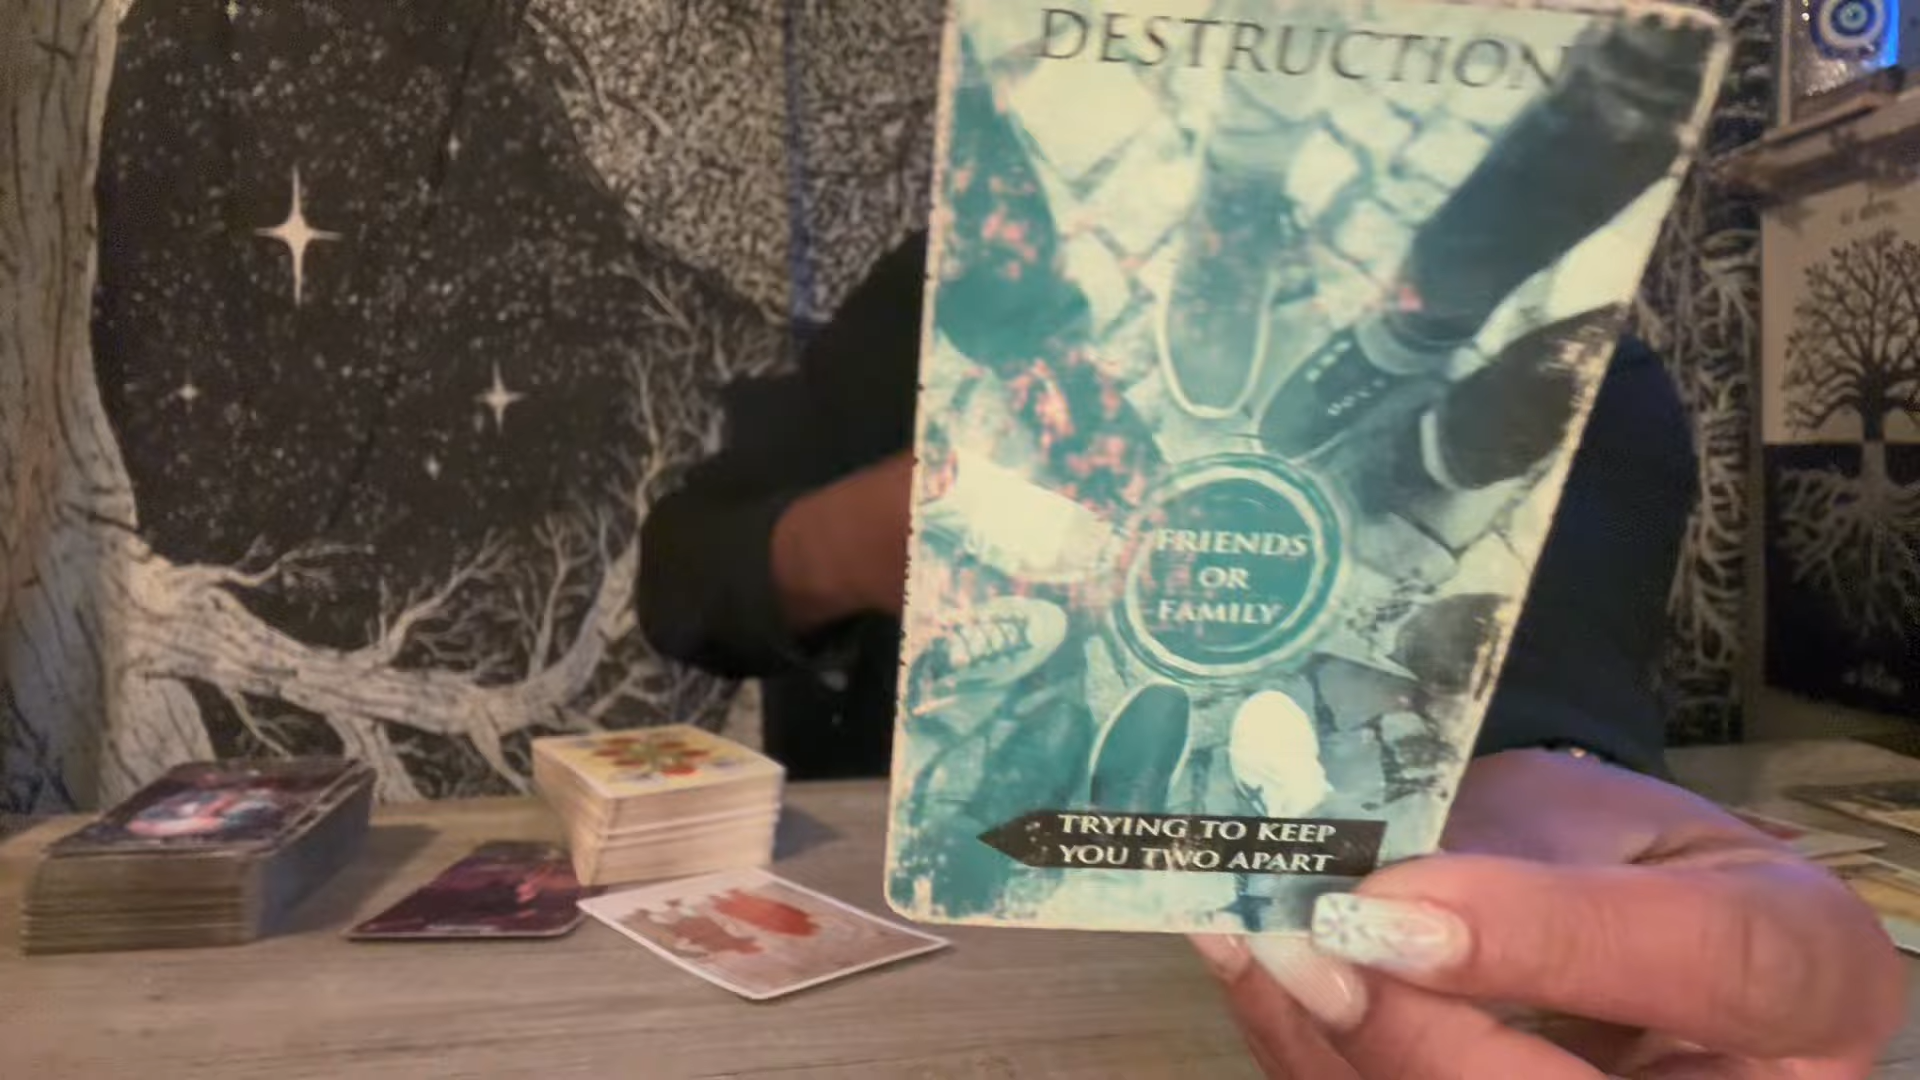 DESTRUCTION
FRIENDS
OR
FAMILY
TRYING TO KEEP
YOU TWO APART